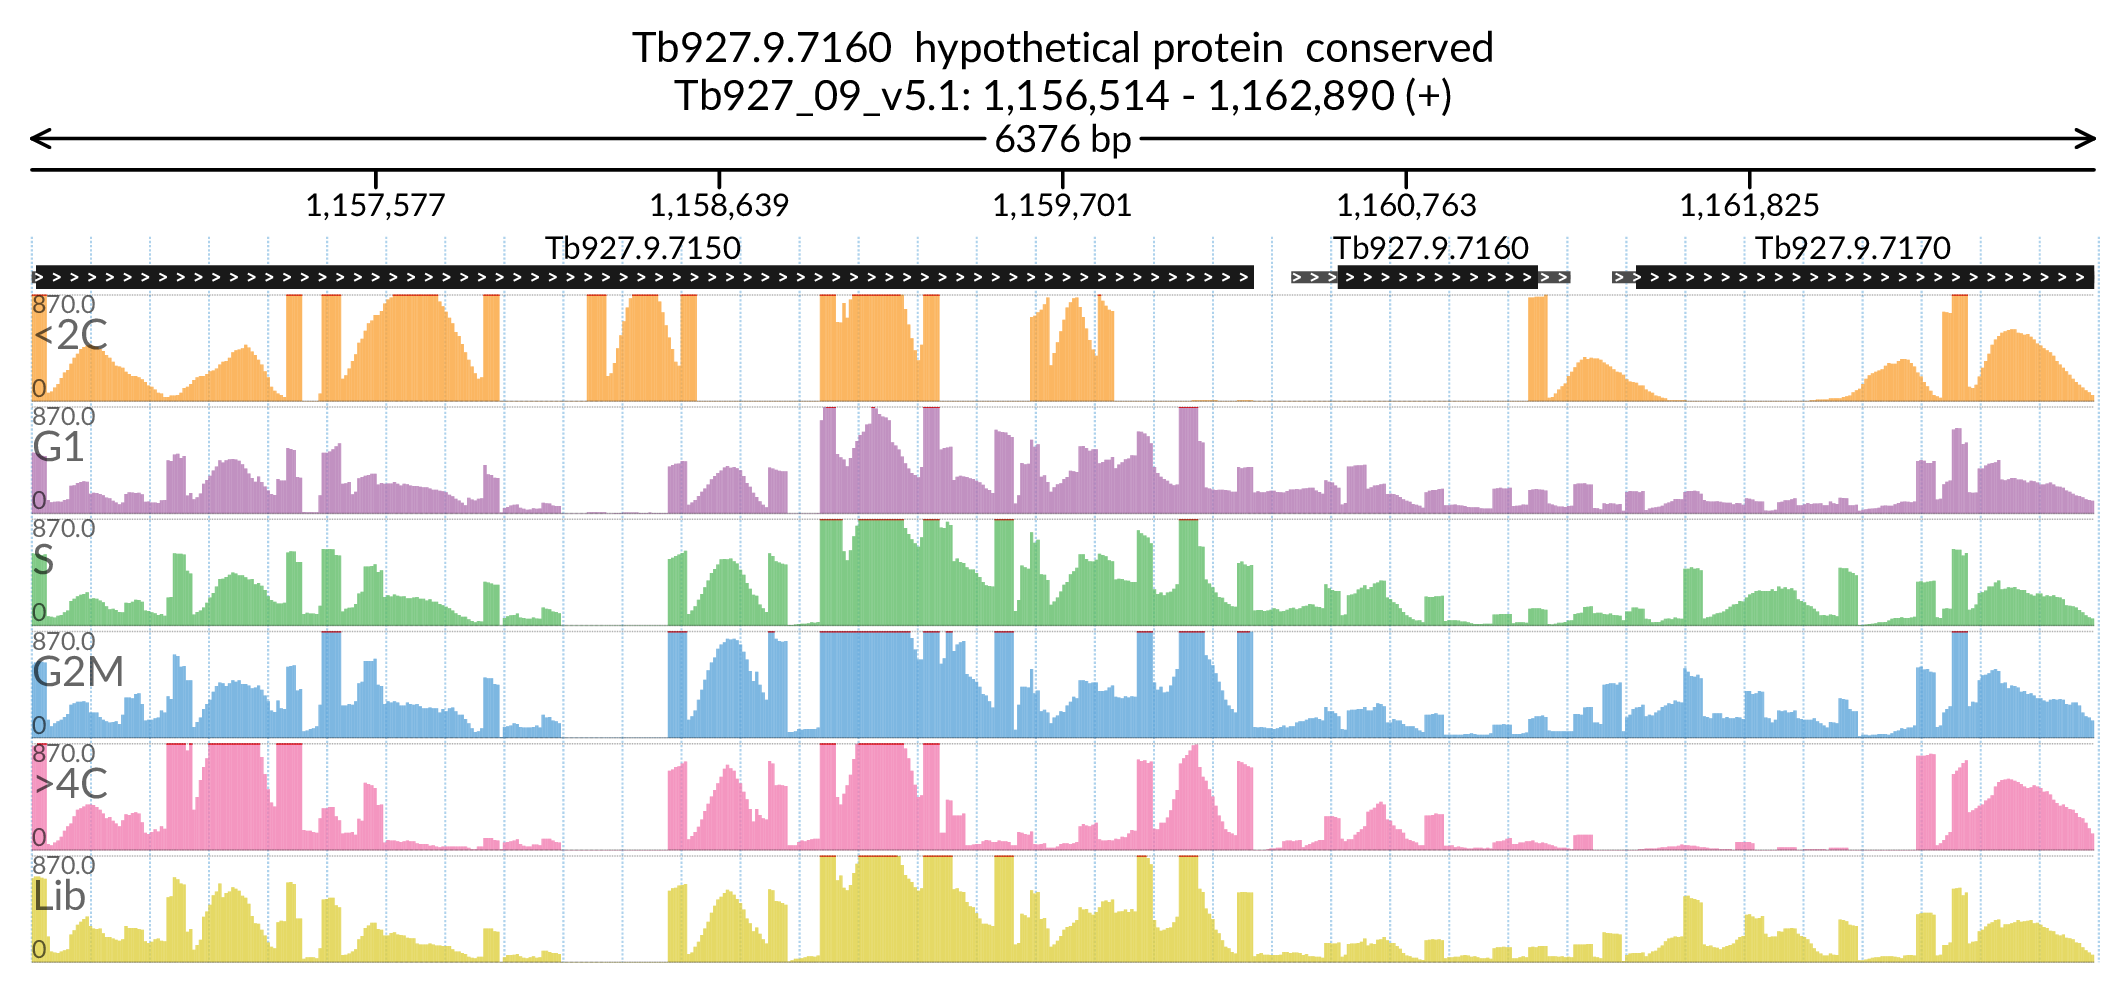 Tb927.9.7160  hypothetical protein  conserved
Tb927_09_v5.1: 1,156,514 - 1,162,890 (+)
6376 bp
1,157,577 1,158,639 1,159,701 1,160,763 1,161,825
Tb927.9.7150 Tb927.9.7160 Tb927.9.7170
870.0
<2C
0
870.0
G1
0
870.0
S
0
870.0
G2M
0
870.0
>4C
0
870.0
Lib
0